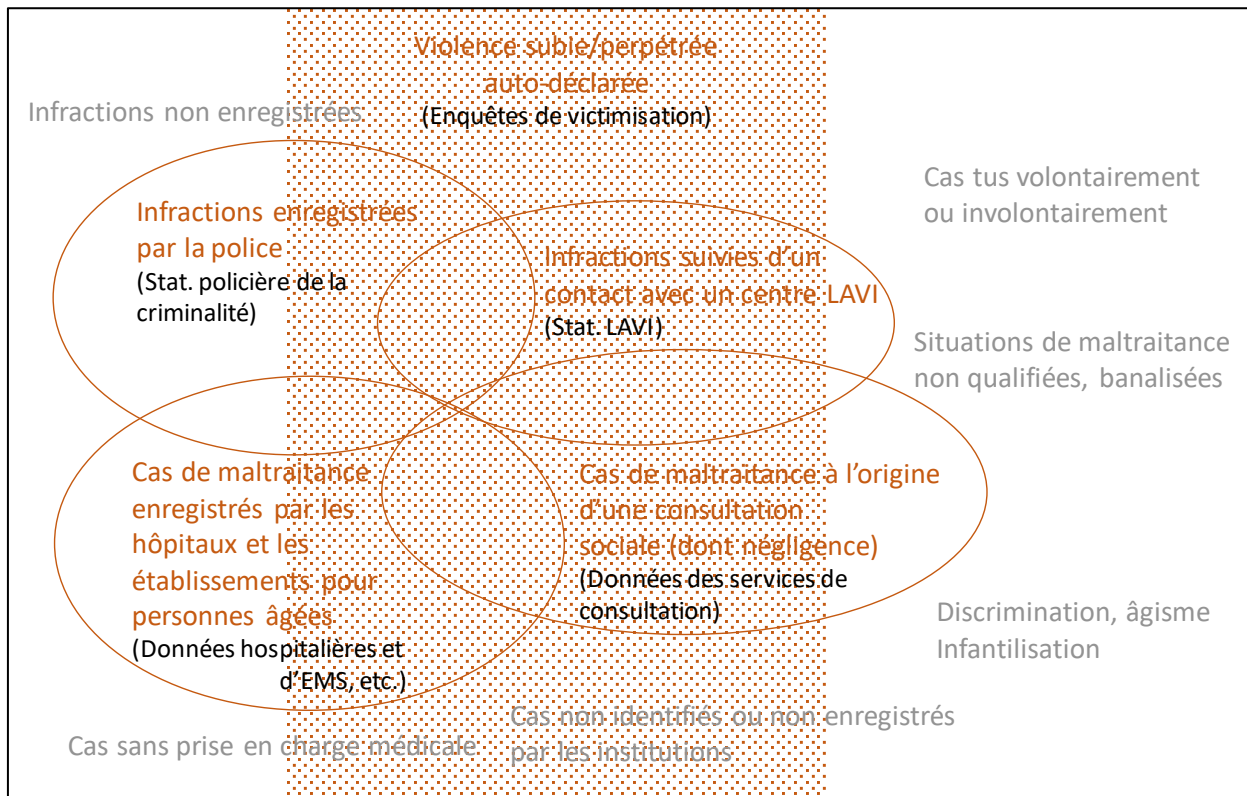 Violence subie/perpétrée
auto-déclarée
(Enquêtes de victimisation)
Infractions non enregistrées
Cas tus volontairement
ou involontairement
Infractions enregistrées
par la police
(Stat. policière de la
criminalité)
Infractions suivies d'un
contact avec un centre LAVI
(Stat. LAVI)
Situations de maltraitance
non qualifiées, banalisées
Cas de maltraitance
enregistrés par les
hôpitaux et les
établissements pour
personnes âgées
(Données hospitalières et
d'EMS, etc.)
Cas de maltraitance à l'origine
d'une consultation
sociale (dont négligence)
(Données des services de
consultation)
Discrimination, âgisme
Infantilisation
Cas sans prise en charge médicale
Cas non identifiés ou non enregistrés
par les institutions